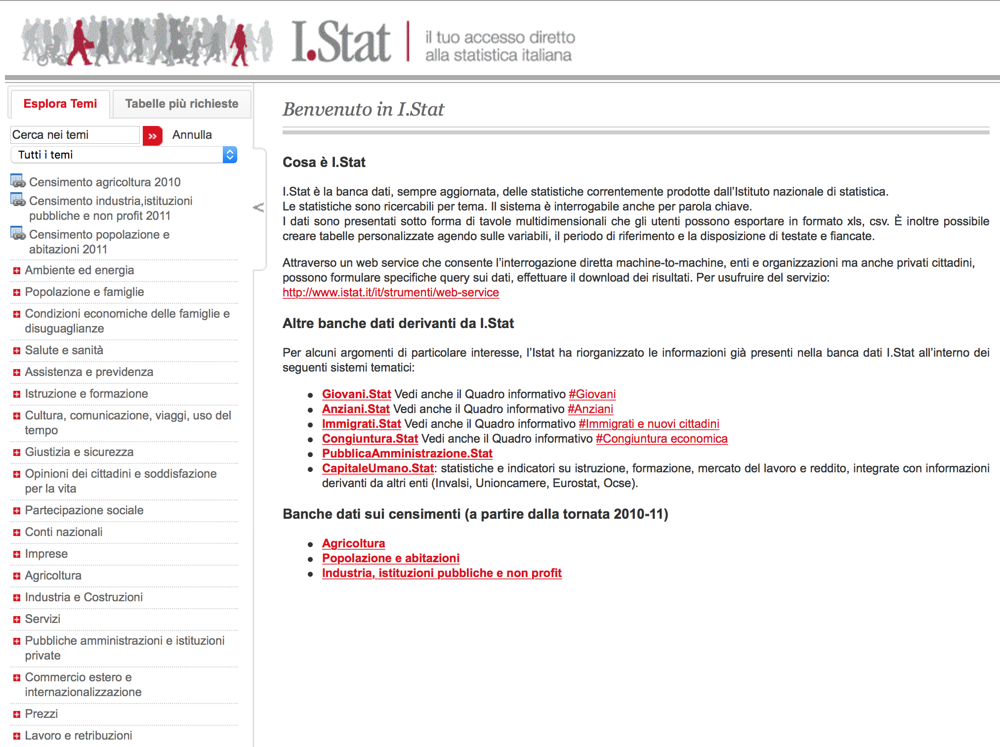 I.Stat
il tuo accesso diretto
alla statistica italiana
Esplora Temi
Tabelle più richieste
Cerca nei temi
»
Annulla
Tutti i temi
Censimento agricoltura 2010
Censimento industria,istituzioni
pubbliche e non profit 2011
Censimento popolazione e
abitazioni 2011
Ambiente ed energia
Popolazione e famiglie
Condizioni economiche delle famiglie e
disuguaglianze
Salute e sanità
Assistenza e previdenza
Istruzione e formazione
Cultura, comunicazione, viaggi, uso del
tempo
Giustizia e sicurezza
Opinioni dei cittadini e soddisfazione
per la vita
Partecipazione sociale
Conti nazionali
Imprese
Agricoltura
Industria e Costruzioni
Servizi
Pubbliche amministrazioni e istituzioni
private
Commercio estero e
internazionalizzazione
Prezzi
Lavoro e retribuzioni
<
Benvenuto in I.Stat
Cosa è I.Stat
I.Stat è la banca dati, sempre aggiornata, delle statistiche correntemente prodotte dall’Istituto nazionale di statistica.
Le statistiche sono ricercabili per tema. Il sistema è interrogabile anche per parola chiave.
I dati sono presentati sotto forma di tavole multidimensionali che gli utenti possono esportare in formato xls, csv. È inoltre possibile
creare tabelle personalizzate agendo sulle variabili, il periodo di riferimento e la disposizione di testate e fiancate.
Attraverso un web service che consente l’interrogazione diretta machine-to-machine, enti e organizzazioni ma anche privati cittadini,
possono formulare specifiche query sui dati, effettuare il download dei risultati. Per usufruire del servizio:
http://www.istat.it/it/strumenti/web-service
Altre banche dati derivanti da I.Stat
Per alcuni argomenti di particolare interesse, l’Istat ha riorganizzato le informazioni già presenti nella banca dati I.Stat all’interno dei
seguenti sistemi tematici:
• Giovani.Stat Vedi anche il Quadro informativo #Giovani
• Anziani.Stat Vedi anche il Quadro informativo #Anziani
• Immigrati.Stat Vedi anche il Quadro informativo #Immigrati e nuovi cittadini
• Congiuntura.Stat Vedi anche il Quadro informativo #Congiuntura economica
• PubblicaAmministrazione.Stat
• CapitaleUmano.Stat: statistiche e indicatori su istruzione, formazione, mercato del lavoro e reddito, integrate con informazioni
derivanti da altri enti (Invalsi, Unioncamere, Eurostat, Ocse).
Banche dati sui censimenti (a partire dalla tornata 2010-11)
• Agricoltura
• Popolazione e abitazioni
• Industria, istituzioni pubbliche e non profit